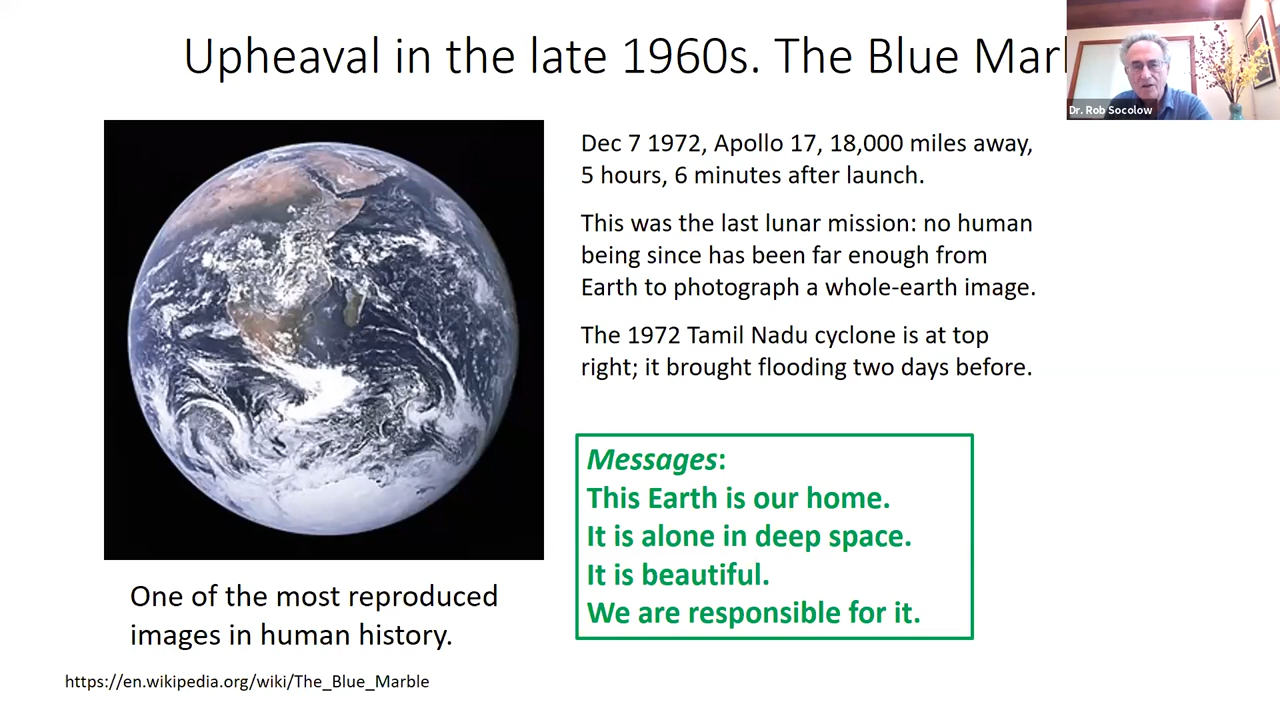 Upheaval in the late 1960s. The Blue
Dr. Rob Socolow
Dec 7 1972, Apollo 17, 18,000 miles away,
5 hours, 6 minutes after launch.
This was the last lunar mission: no human
being since has been far enough from
Earth to photograph a whole-earth image.
The 1972 Tamil Nadu cyclone is at top
right; it brought flooding two days before.
Messages:
This Earth is our home.
It is alone in deep space.
It is beautiful.
We are responsible for it.
One of the most reproduced
images in human history.
https://en.wikipedia.org/wiki/The_Blue_Marble